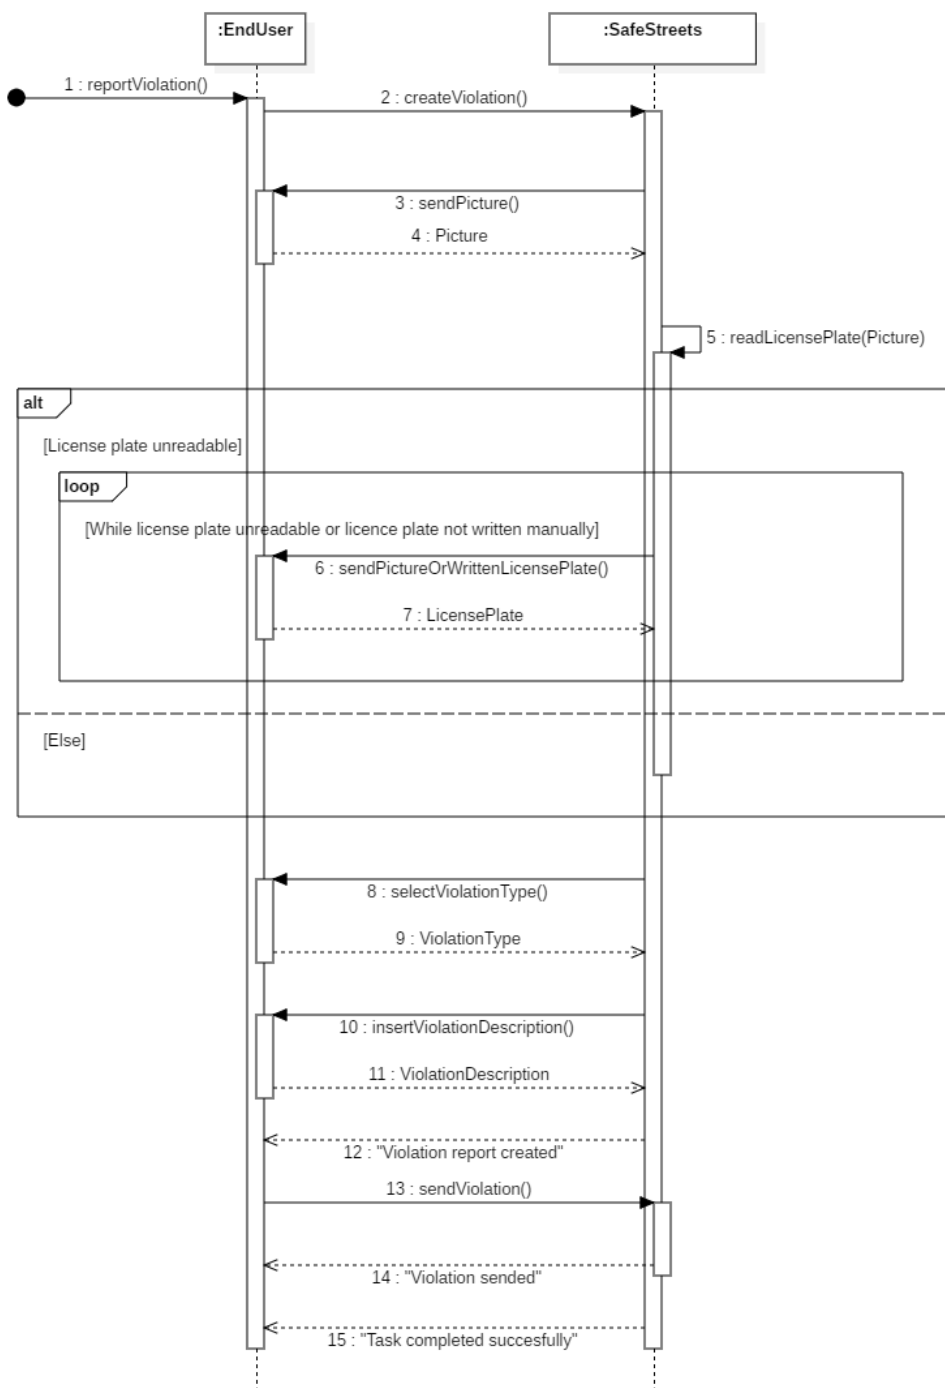 :EndUser
:SafeStreets
1 : reportViolation()
2 : createViolation()
3 : sendPicture()
4 : Picture
5 : readLicensePlate(Picture)
alt
[License plate unreadable]
loop
[While license plate unreadable or licence plate not written manually]
6 : sendPictureOrWrittenLicensePlate()
7 : LicensePlate
[Else]
8 : selectViolationType()
9 : ViolationType
10 : insertViolationDescription()
11 : ViolationDescription
12 : "Violation report created"
13 : sendViolation()
14 : "Violation sended"
15 : "Task completed succesfully"